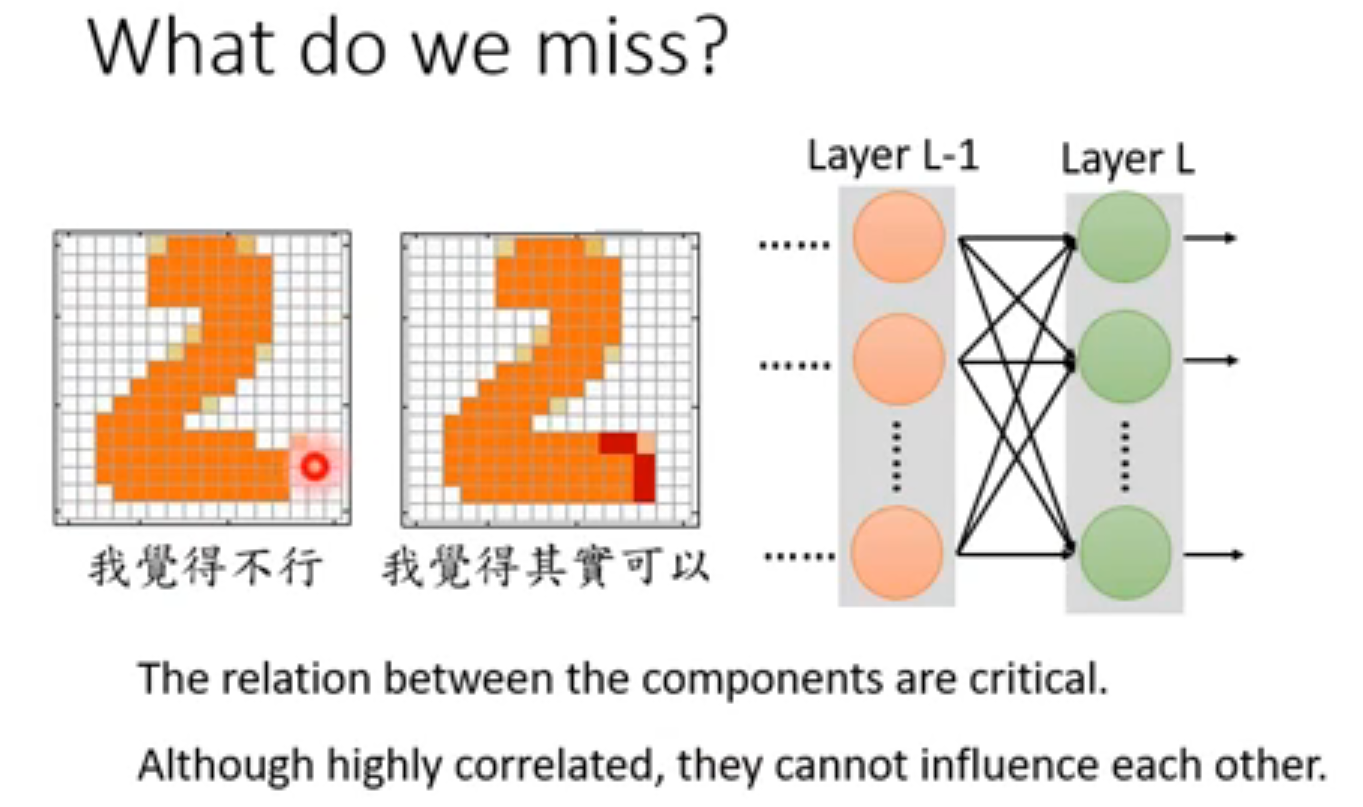 What do we miss?
Layer L-1
Layer L
我覺得不行
我覺得其實可以
The relation between the components are critical.
Although highly correlated, they cannot influence each other.